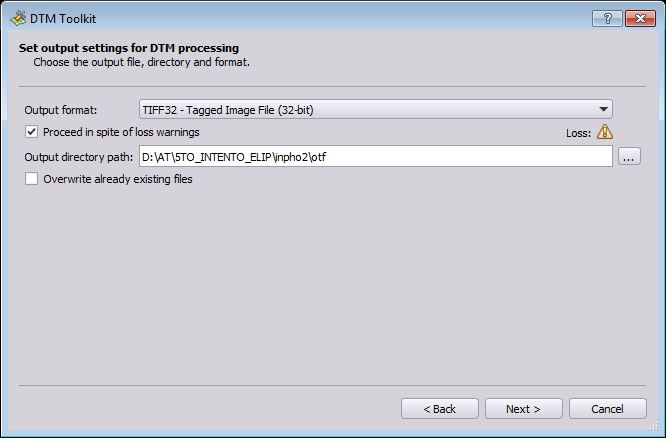 DTM Toolkit
?
Set output settings for DTM processing
Choose the output file, directory and format.
Output format: TIFF32 - Tagged Image File (32-bit)
Proceed in spite of loss warnings Loss:
Output directory path: D:\AT\5TO_INTENTO_ELIP\inpho2\otf ...
Overwrite already existing files
< Back Next > Cancel